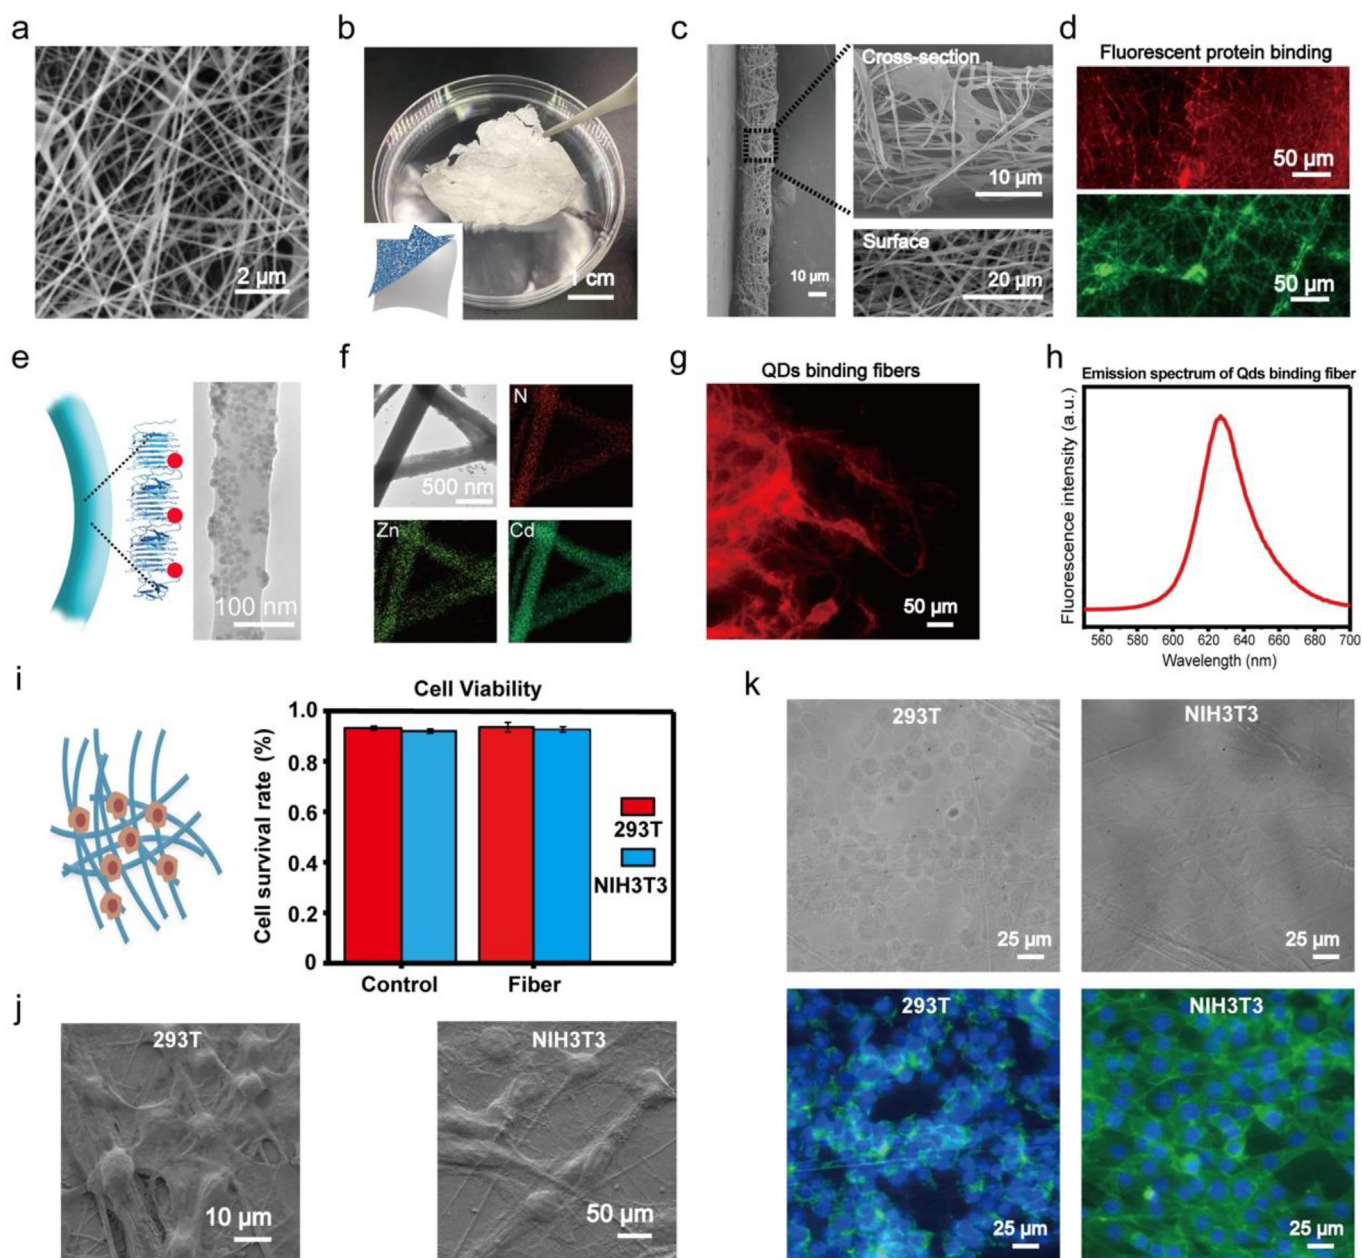 a
2 µm
b
1 cm
c
Cross-section
10 µm
Surface
20 µm
10 µm
d
Fluorescent protein binding
50 µm
50 µm
e
100 nm
f
N
500 nm
Zn
Cd
g
QDs binding fibers
50 µm
h
Emission spectrum of Qds binding fiber
Fluorescence intensity (a.u.)
560 580 600 620 640 660 680 700
Wavelength (nm)
i
Cell Viability
Cell survival rate (%)
1.0
0.8
0.6
0.4
0.2
0
293T
NIH3T3
Control Fiber
j
293T
10 µm
NIH3T3
50 µm
k
293T
25 µm
NIH3T3
25 µm
293T
25 µm
NIH3T3
25 µm